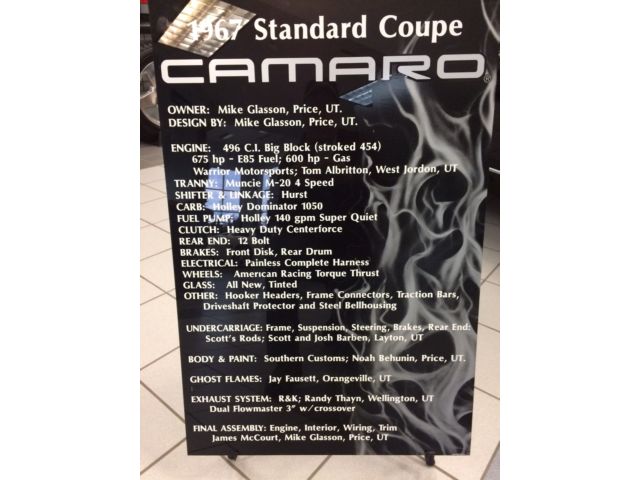 1967 Standard Coupe
CAMARO®
OWNER: Mike Glasson, Price, UT.
DESIGN BY: Mike Glasson, Price, UT.
ENGINE: 496 C.I. Big Block (stroked 454)
675 hp - E85 Fuel; 600 hp - Gas
Warrior Motorsports; Tom Albritton, West Jordon, UT
TRANNY: Muncie M-20 4 Speed
SHIFTER & LINKAGE: Hurst
CARB: Holley Dominator 1050
FUEL PUMP: Holley 140 gpm Super Quiet
CLUTCH: Heavy Duty Centerforce
REAR END: 12 Bolt
BRAKES: Front Disk, Rear Drum
ELECTRICAL: Painless Complete Harness
WHEELS: American Racing Torque Thrust
GLASS: All New, Tinted
OTHER: Hooker Headers, Frame Connectors, Traction Bars,
Driveshaft Protector and Steel Bellhousing
UNDERCARRIAGE: Frame, Suspension, Steering, Brakes, Rear End:
Scott's Rods; Scott and Josh Barben, Layton, UT
BODY & PAINT: Southern Customs; Noah Behunin, Price, UT.
GHOST FLAMES: Jay Fausett, Orangeville, UT
EXHAUST SYSTEM: R&K; Randy Thayn, Wellington, UT
Dual Flowmaster 3" w/crossover
FINAL ASSEMBLY: Engine, Interior, Wiring, Trim
James McCourt, Mike Glasson, Price, UT